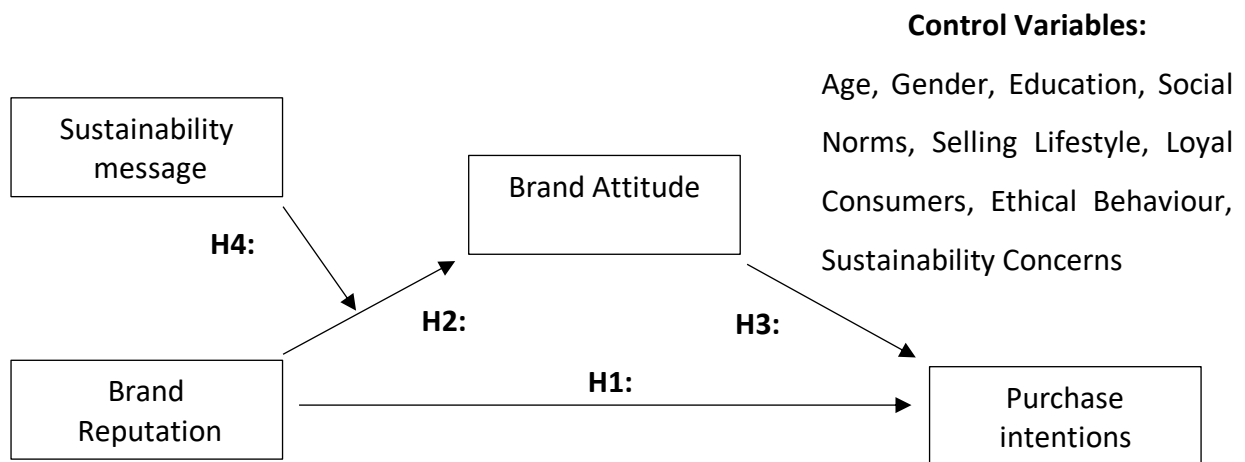 Control Variables:
Age, Gender, Education, Social
Norms, Selling Lifestyle, Loyal
Consumers, Ethical Behaviour,
Sustainability Concerns
Sustainability
message
Brand Attitude
H4:
H2:
H3:
H1:
Brand
Reputation
Purchase
intentions